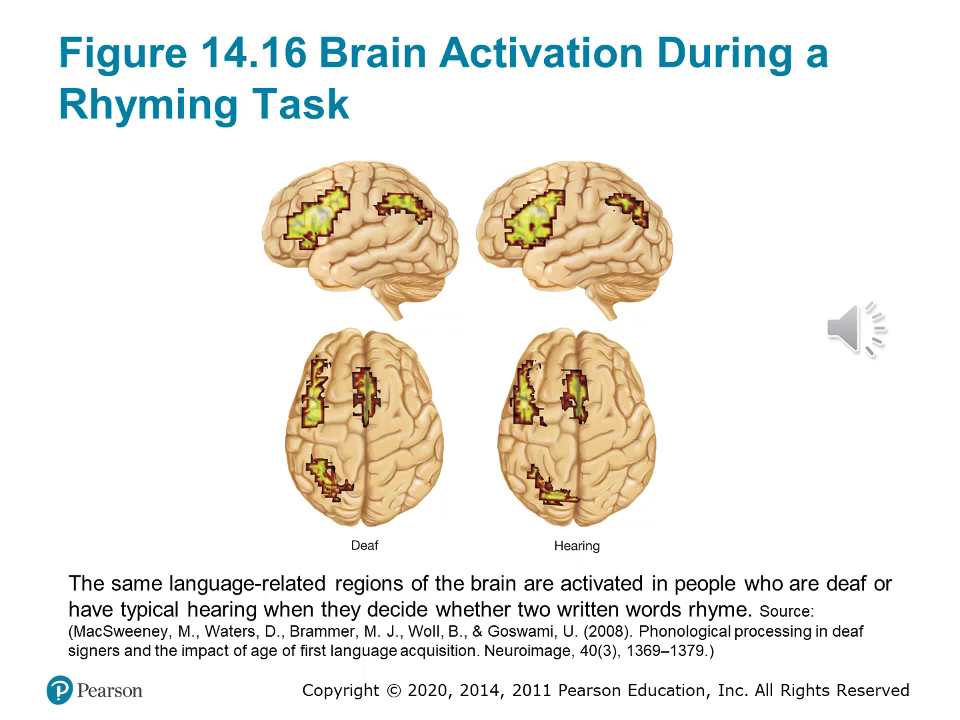 Figure 14.16 Brain Activation During a
Rhyming Task
Deaf
Hearing
The same language-related regions of the brain are activated in people who are deaf or
have typical hearing when they decide whether two written words rhyme. Source:
(MacSweeney, M., Waters, D., Brammer, M. J., Woll, B., & Goswami, U. (2008). Phonological processing in deaf
signers and the impact of age of first language acquisition. Neuroimage, 40(3), 1369–1379.)
Pearson
Copyright © 2020, 2014, 2011 Pearson Education, Inc. All Rights Reserved